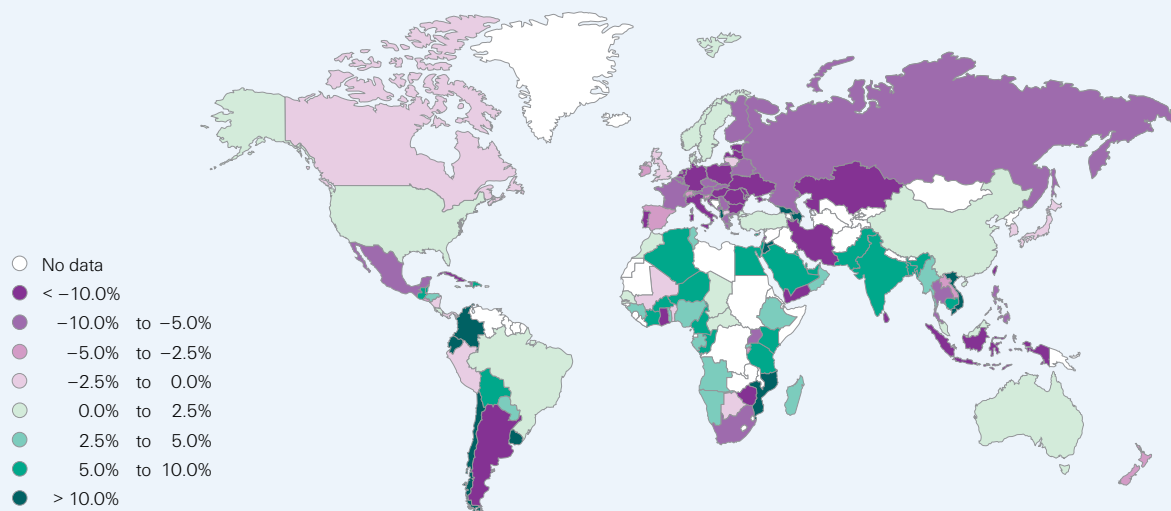 No data
< −10.0%
−10.0% to −5.0%
−5.0% to −2.5%
−2.5% to 0.0%
0.0% to 2.5%
2.5% to 5.0%
5.0% to 10.0%
> 10.0%